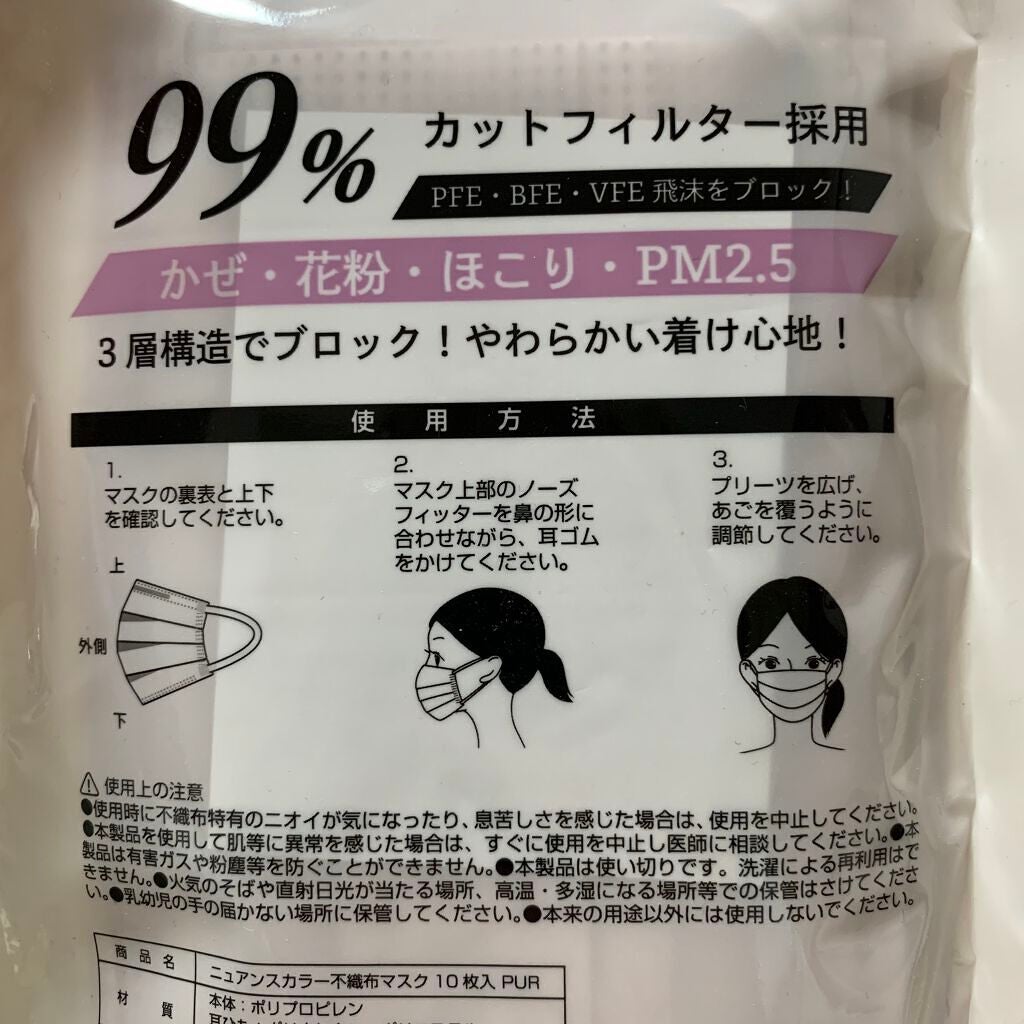 99% カットフィルター採用
PFE・BFE・VFE 飛沫をブロック！
かぜ・花粉・ほこり・PM2.5
3層構造でブロック！やわらかい着け心地！
使用方法
1.
マスクの裏表と上下
を確認してください。
上
外側
下
2.
マスク上部のノーズ
フィッターを鼻の形に
合わせながら、耳ゴム
をかけてください。
3.
プリーツを広げ、
あごを覆うように
調節してください。
⚠使用上の注意
●使用時に不織布特有のニオイが気になったり、息苦しさを感じた場合は、使用を中止してください。
●本製品を使用して肌等に異常を感じた場合は、すぐに使用を中止し医師に相談してください。●本
製品は有害ガスや粉塵等を防ぐことができません。●本製品は使い切りです。洗濯による再利用はで
きません。●火気のそばや直射日光が当たる場所、高温・多湿になる場所等での保管はさけてくださ
い。●乳幼児の手の届かない場所に保管してください。●本来の用途以外には使用しないでください。
商品名 ニュアンスカラー不織布マスク 10枚入 PUR
材質 本体：ポリプロピレン